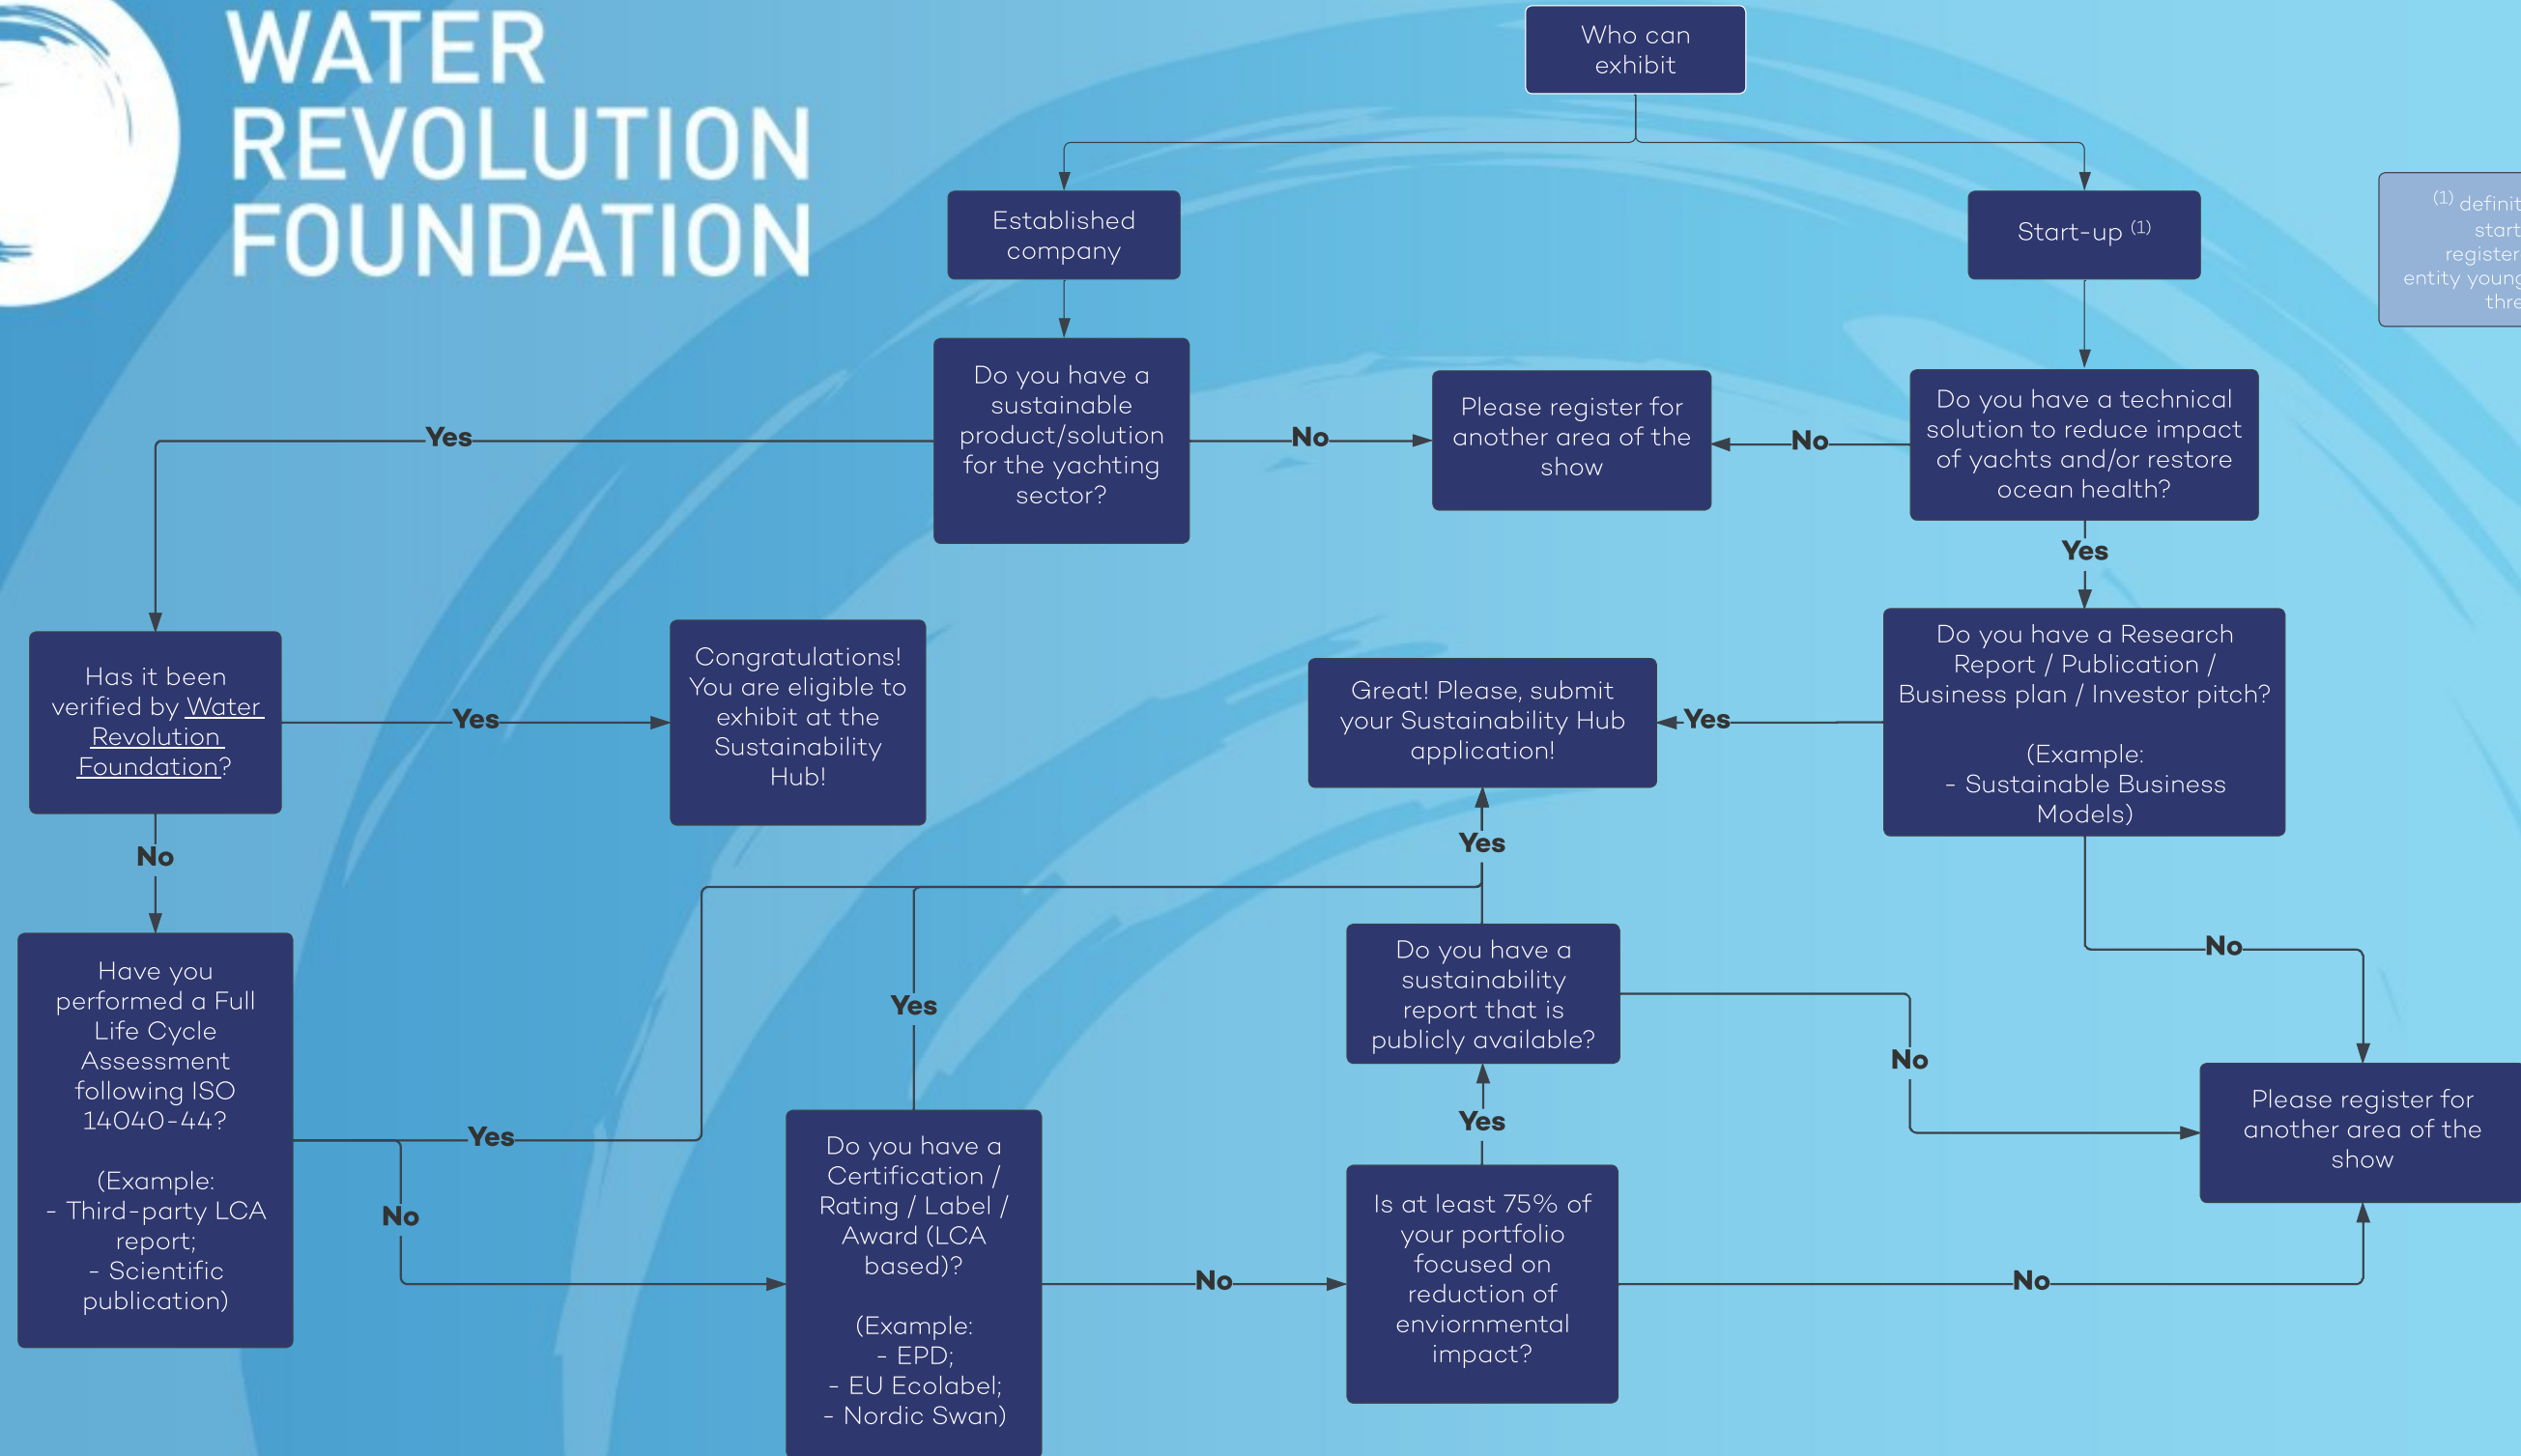 WATER
REVOLUTION
FOUNDATION
Who can
exhibit
Established
company
Start-up (1)
(1)
entity
Do you have a
sustainable
product/solution
for the yachting
sector?
Yes
No
Please register for
another area of the
show
No
Do you have a technical
solution to reduce impact
of yachts and/or restore
ocean health?
Yes
Has it been
verified by Water
Revolution
Foundation?
Yes
Congratulations!
You are eligible to
exhibit at the
Sustainability
Hub!
Great! Please, submit
your Sustainability Hub
application!
Yes
Do you have a Research
Report / Publication /
Business plan / Investor pitch?
(Example:
- Sustainable Business
Models)
No
Yes
No
Have you
performed a Full
Life Cycle
Assessment
following ISO
14040-44?
(Example:
- Third-party LCA
report;
- Scientific
publication)
Yes
No
Yes
Do you have a
Certification /
Rating / Label /
Award (LCA
based)?
(Example:
- EPD;
- EU Ecolabel;
- Nordic Swan)
No
Do you have a
sustainability
report that is
publicly available?
No
Yes
Is at least 75% of
your portfolio
focused on
reduction of
enviornmental
impact?
No
Please register for
another area of the
show